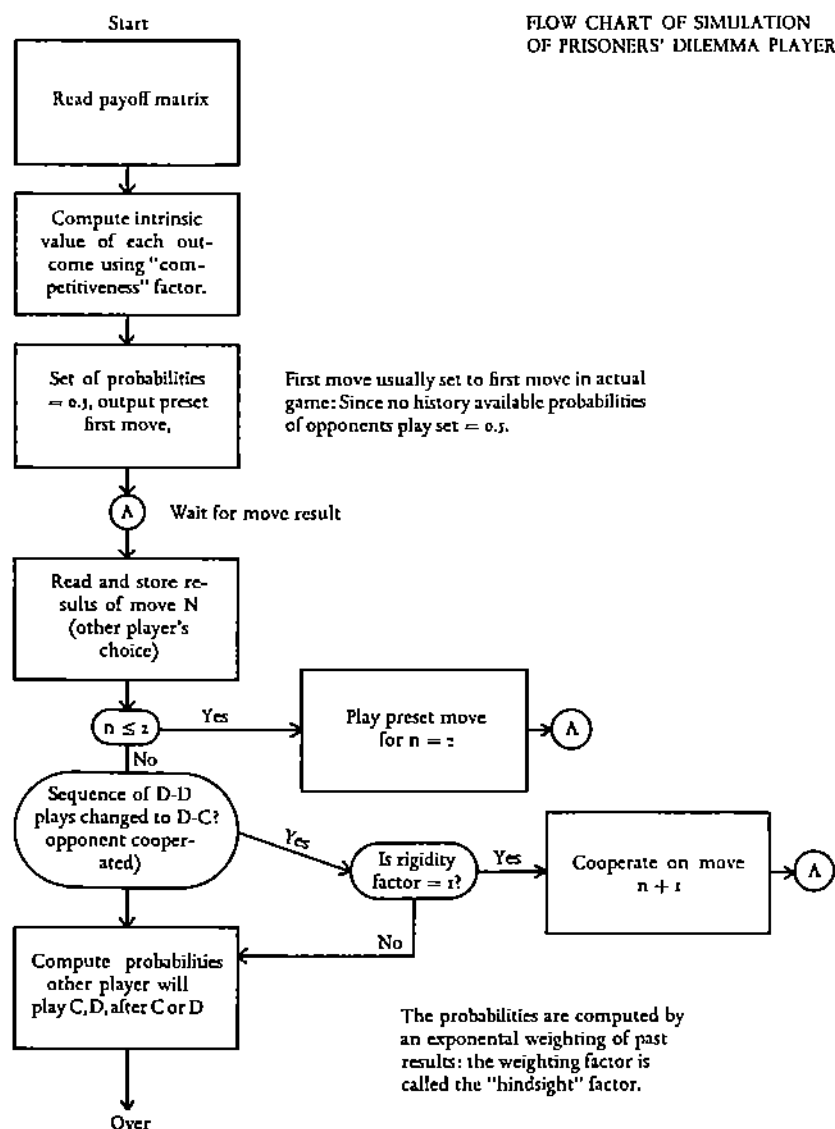 Start
FLOW CHART OF SIMULATION
OF PRISONERS' DILEMMA PLAYER
Read payoff matrix
Compute intrinsic
value of each out-
come using "com-
petitiveness" factor.
Set of probabilities
= 0.5, output preset
first move,
First move usually set to first move in actual
game: Since no history available probabilities
of opponents play set = 0.5.
A
Wait for move result
Read and store re-
sults of move N
(other player's
choice)
n ≤ 2
Yes
Play preset move
for n = 2
A
No
Sequence of D-D
plays changed to D-C?
opponent cooper-
ated)
Yes
Is rigidity
factor = 1?
Yes
Cooperate on move
n + 1
A
No
Compute probabilities
other player will
play C, D, after C or D
The probabilities are computed by
an exponential weighting of past
results: the weighting factor is
called the "hindsight" factor.
Over